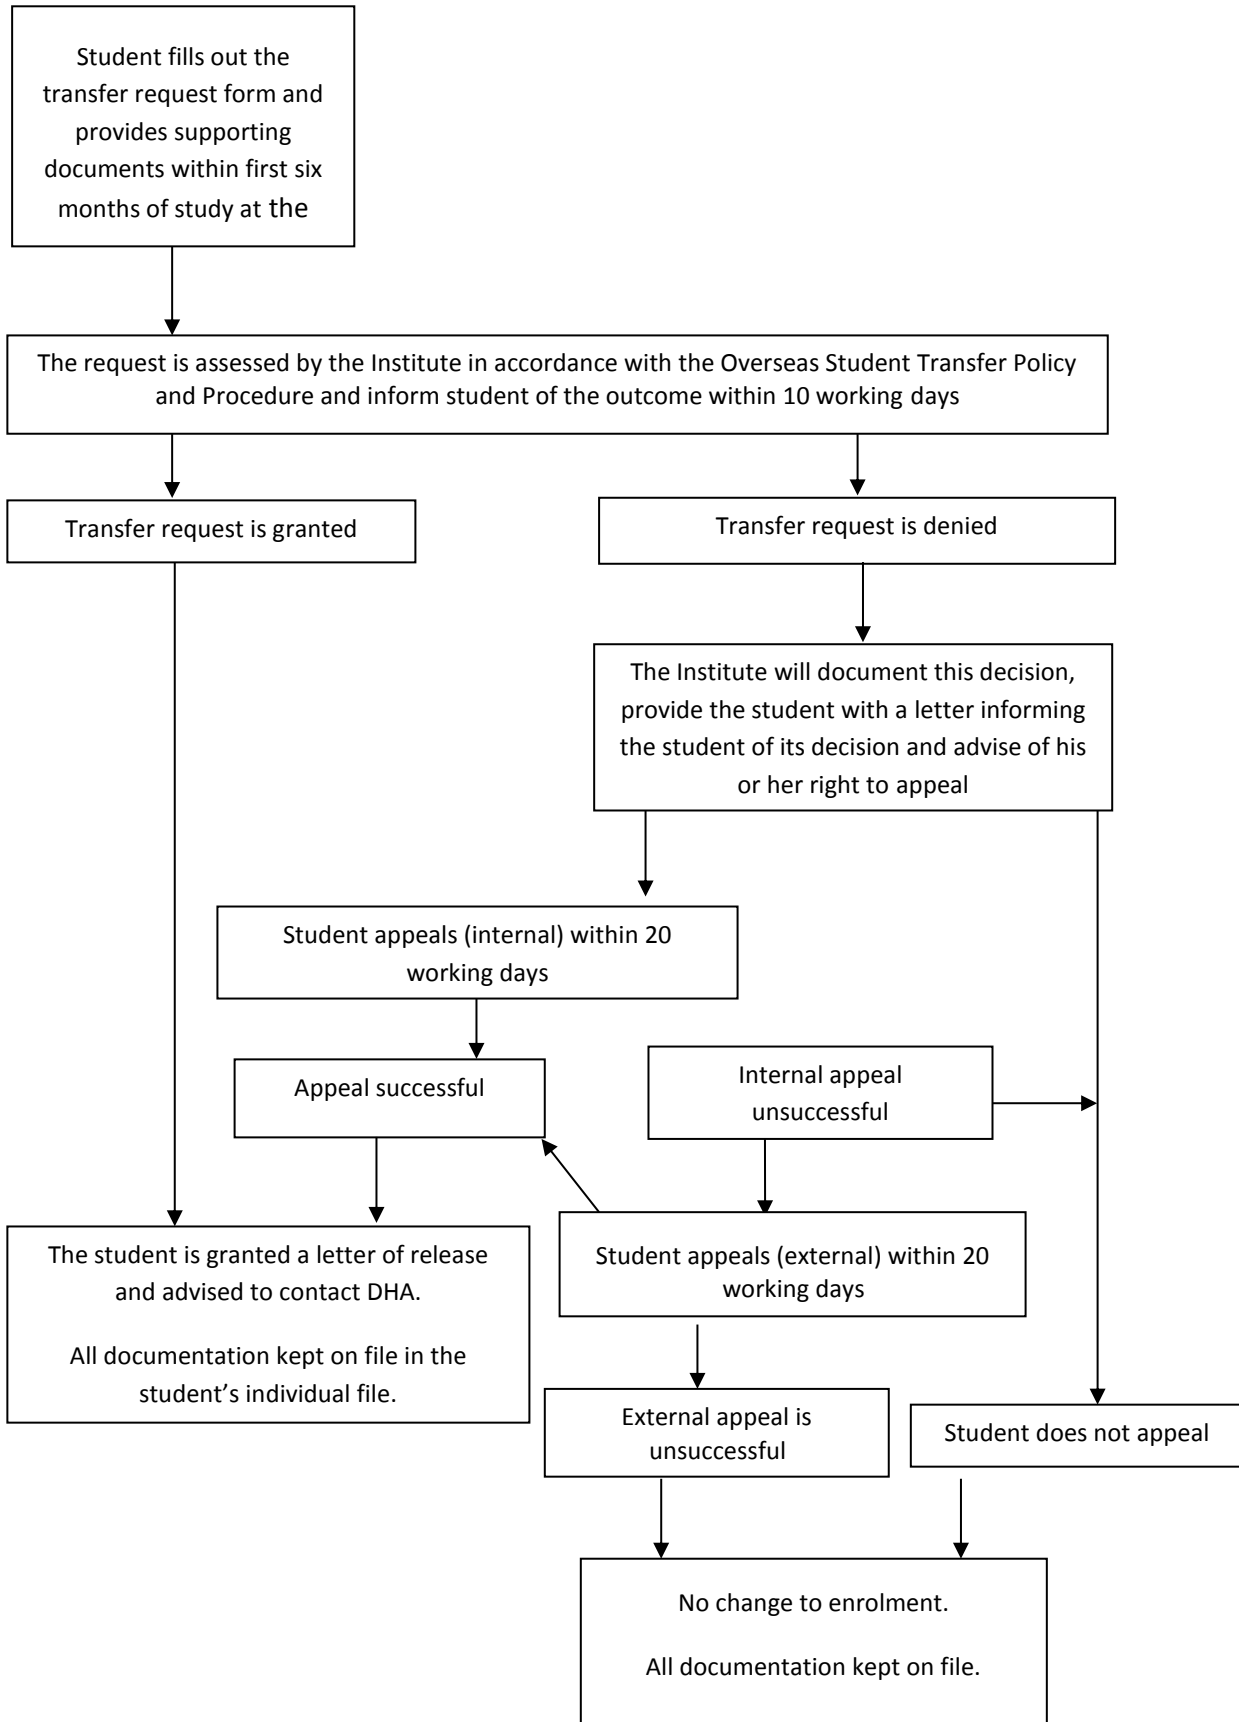 Student fills out the
transfer request form and
provides supporting
documents within first six
months of study at the
The request is assessed by the Institute in accordance with the Overseas Student Transfer Policy
and Procedure and inform student of the outcome within 10 working days
Transfer request is granted
Transfer request is denied
The Institute will document this decision,
provide the student with a letter informing
the student of its decision and advise of his
or her right to appeal
Student appeals (internal) within 20
working days
Appeal successful
Internal appeal
unsuccessful
The student is granted a letter of release
and advised to contact DHA.
All documentation kept on file in the
student’s individual file.
Student appeals (external) within 20
working days
External appeal is
unsuccessful
Student does not appeal
No change to enrolment.
All documentation kept on file.